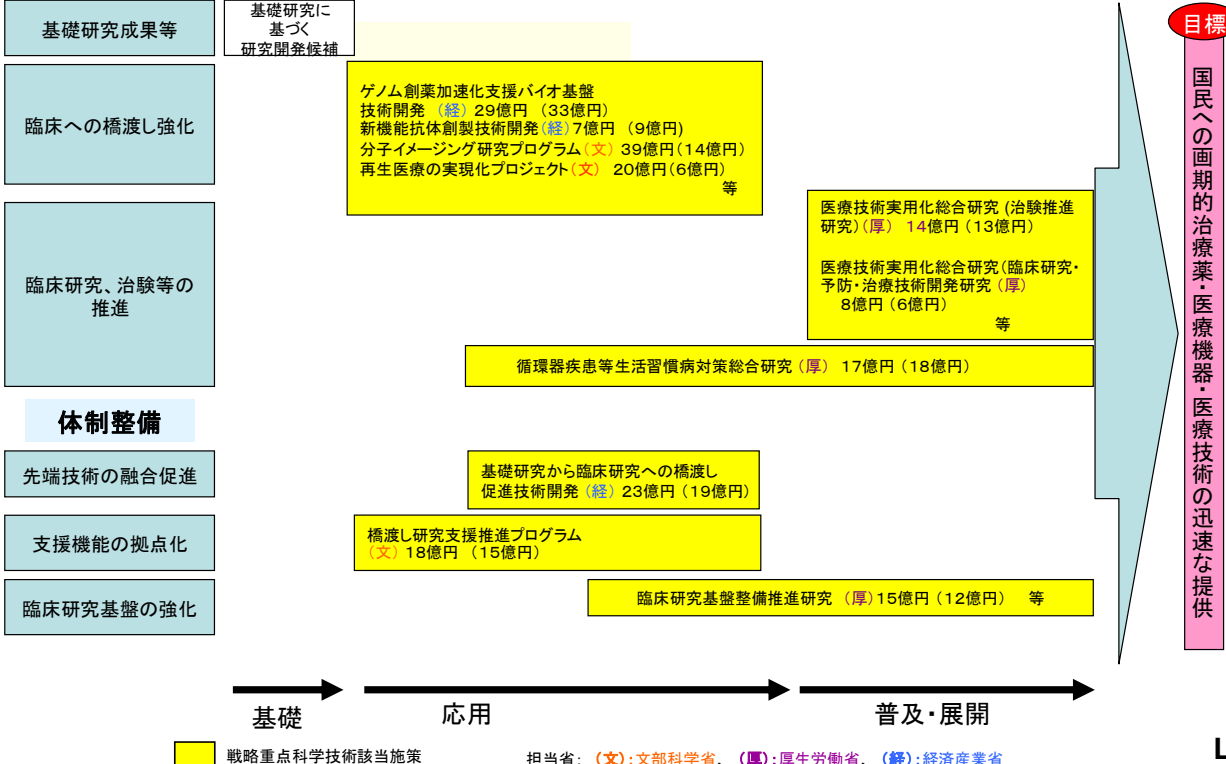 基礎研究成果等
基礎研究に
基づく
研究開発候補
目標
国民への画期的治療薬・医療機器・医療技術の迅速な提供
臨床への橋渡し強化
ゲノム創薬加速化支援バイオ基盤
技術開発 (経) 29億円 (33億円)
新機能抗体創製技術開発(経)7億円 (9億円)
分子イメージング研究プログラム(文) 39億円(14億円)
再生医療の実現化プロジェクト(文) 20億円(6億円)
等
臨床研究、治験等の
推進
医療技術実用化総合研究 (治験推進
研究)(厚) 14億円 (13億円)
医療技術実用化総合研究(臨床研究・
予防・治療技術開発研究 (厚)
8億円 (6億円)
等
循環器疾患等生活習慣病対策総合研究 (厚) 17億円 (18億円)
体制整備
先端技術の融合促進
基礎研究から臨床研究への橋渡し
促進技術開発 (経) 23億円 (19億円)
支援機能の拠点化
橋渡し研究支援推進プログラム
(文) 18億円 (15億円)
臨床研究基盤の強化
臨床研究基盤整備推進研究 (厚)15億円 (12億円) 等
基礎
応用
普及・展開
戦略重点科学技術該当施策
担当省: (文):文部科学省、 (厚):厚生労働省、 (経):経済産業省